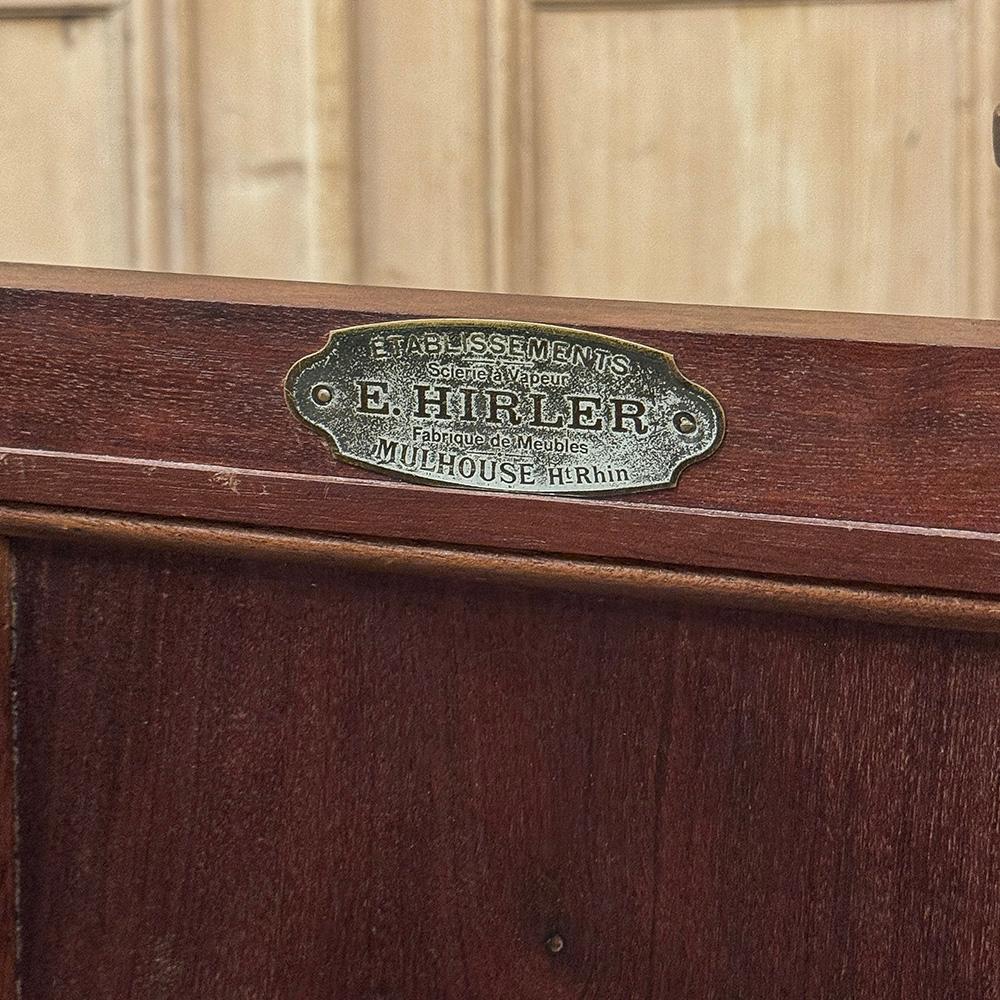 ETABLISSEMENTS
Scierie à Vapeur
E. HIRLER
Fabrique de Meubles
MULHOUSE Ht Rhin